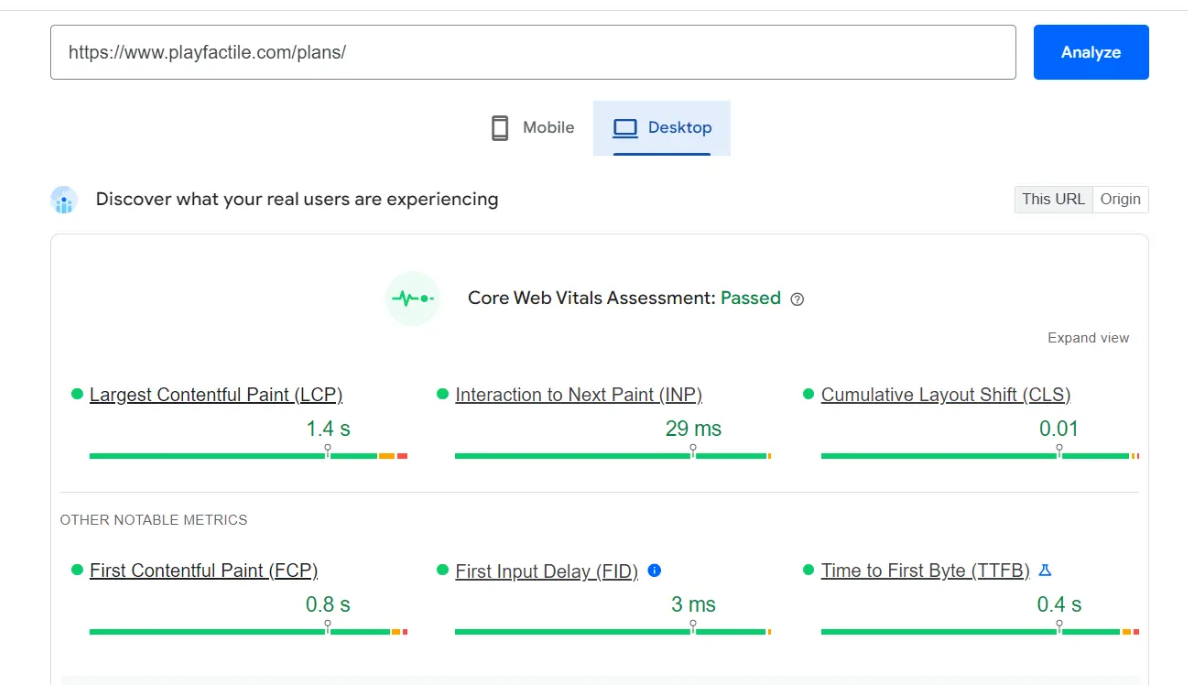 https://www.playfactile.com/plans/
Analyze
Mobile
Desktop
Discover what your real users are experiencing
This URL
Origin
Core Web Vitals Assessment: Passed
Expand view
Largest Contentful Paint (LCP)
1.4 s
Interaction to Next Paint (INP)
29 ms
Cumulative Layout Shift (CLS)
0.01
OTHER NOTABLE METRICS
First Contentful Paint (FCP)
0.8 s
First Input Delay (FID)
3 ms
Time to First Byte (TTFB)
0.4 s